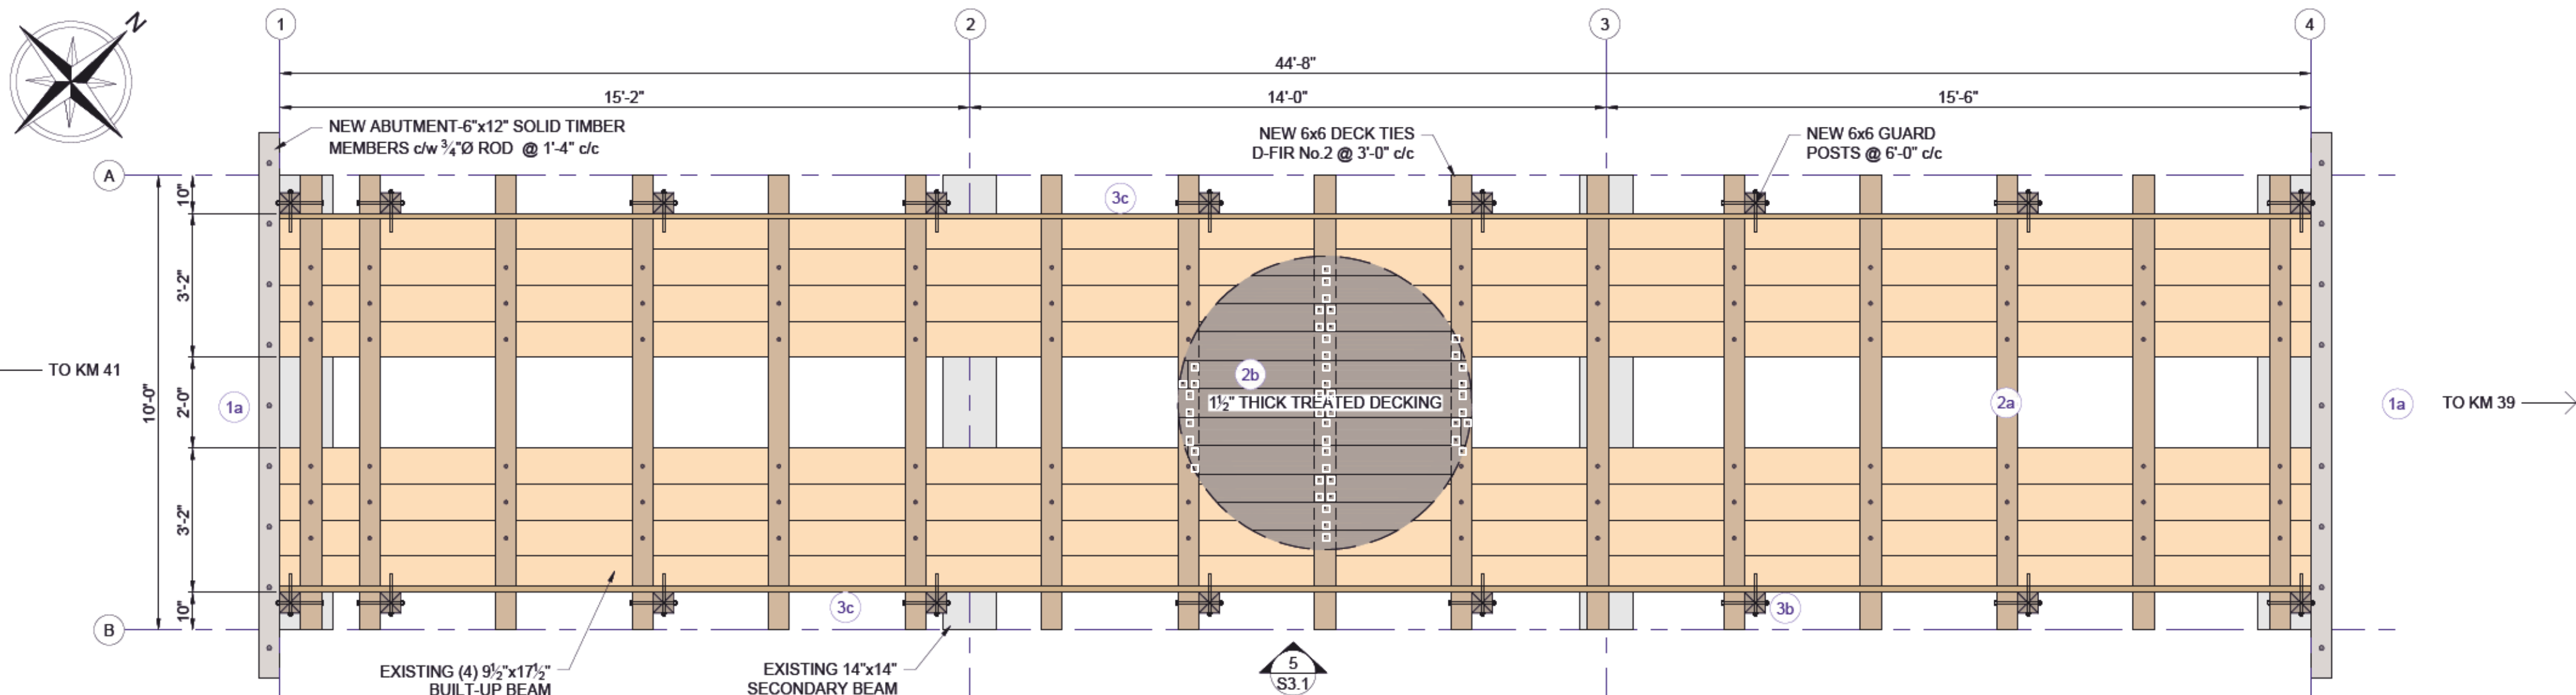 N
1
2
3
4
44'-8"
15'-2"
14'-0"
15'-6"
NEW ABUTMENT-6"x12" SOLID TIMBER
MEMBERS c/w ¾"Ø ROD @ 1'-4" c/c
NEW 6x6 DECK TIES
D-FIR No.2 @ 3'-0" c/c
NEW 6x6 GUARD
POSTS @ 6'-0" c/c
A
10"
3c
3'-2"
TO KM 41
10'-0"
2'-0"
1a
2b
1½" THICK TREATED DECKING
2a
1a
TO KM 39
3'-2"
10"
3c
3b
B
EXISTING (4) 9½"x17½"
BUILT-UP BEAM
EXISTING 14"x14"
SECONDARY BEAM
5
S3.1